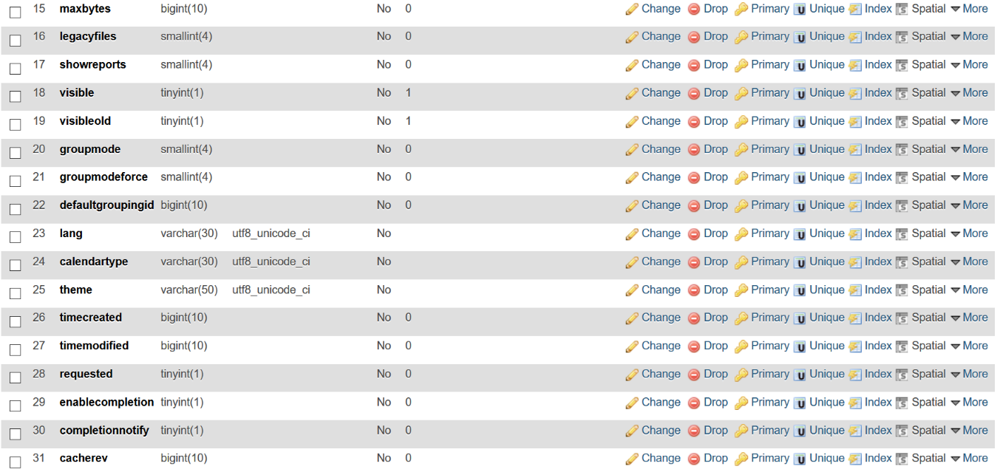 15 maxbytes bigint(10) No 0 Change Drop Primary Unique Index Spatial More
16 legacyfiles smallint(4) No 0 Change Drop Primary Unique Index Spatial More
17 showreports smallint(4) No 0 Change Drop Primary Unique Index Spatial More
18 visible tinyint(1) No 1 Change Drop Primary Unique Index Spatial More
19 visibleold tinyint(1) No 1 Change Drop Primary Unique Index Spatial More
20 groupmode smallint(4) No 0 Change Drop Primary Unique Index Spatial More
21 groupmodeforce smallint(4) No 0 Change Drop Primary Unique Index Spatial More
22 defaultgroupingid bigint(10) No 0 Change Drop Primary Unique Index Spatial More
23 lang varchar(30) utf8_unicode_ci No Change Drop Primary Unique Index Spatial More
24 calendartype varchar(30) utf8_unicode_ci No Change Drop Primary Unique Index Spatial More
25 theme varchar(50) utf8_unicode_ci No Change Drop Primary Unique Index Spatial More
26 timecreated bigint(10) No 0 Change Drop Primary Unique Index Spatial More
27 timemodified bigint(10) No 0 Change Drop Primary Unique Index Spatial More
28 requested tinyint(1) No 0 Change Drop Primary Unique Index Spatial More
29 enablecompletion tinyint(1) No 0 Change Drop Primary Unique Index Spatial More
30 completionnotify tinyint(1) No 0 Change Drop Primary Unique Index Spatial More
31 cacherev bigint(10) No 0 Change Drop Primary Unique Index Spatial More